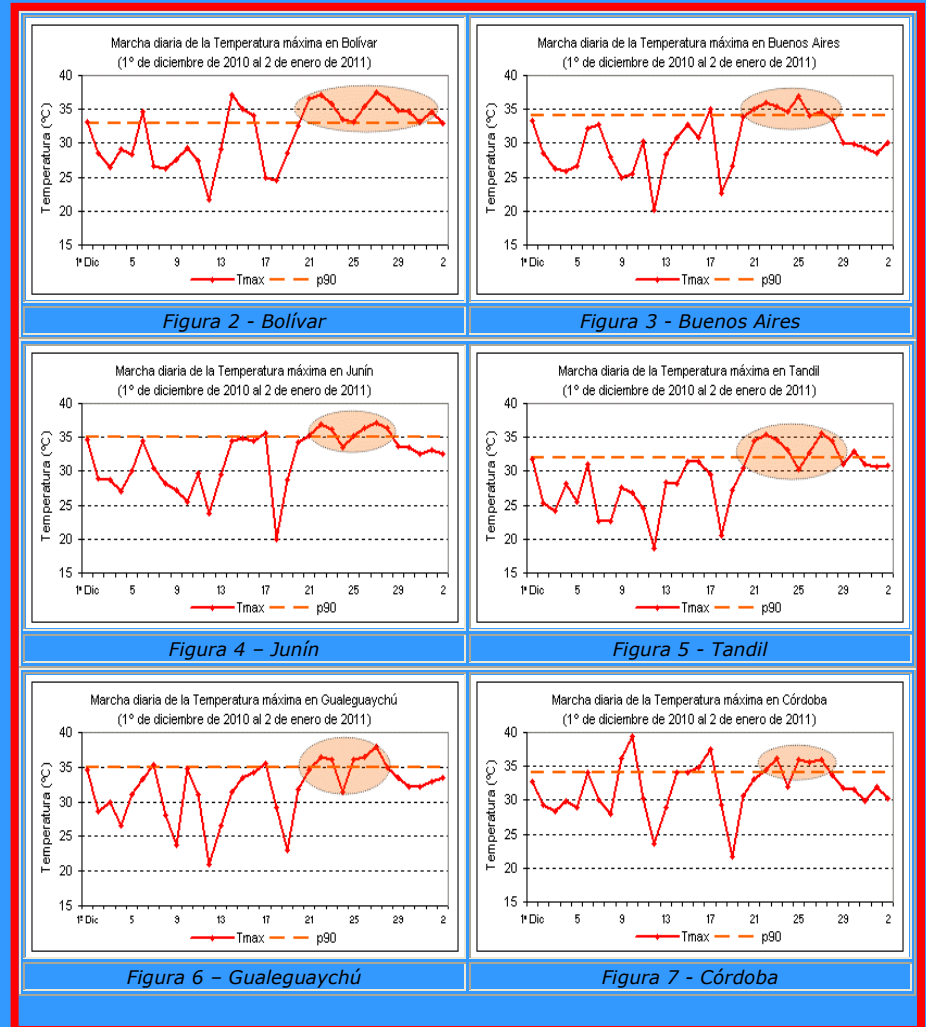 Marcha diaria de la Temperatura máxima en Bolívar
(1º de diciembre de 2010 al 2 de enero de 2011)
Temperatura (ºC)
40
35
30
25
20
15
1º Dic 5 9 13 17 21 25 29 2
Tmax p90
Figura 2 - Bolívar
Marcha diaria de la Temperatura máxima en Buenos Aires
(1º de diciembre de 2010 al 2 de enero de 2011)
Temperatura (ºC)
40
35
30
25
20
15
1º Dic 5 9 13 17 21 25 29 2
Tmax p90
Figura 3 - Buenos Aires
Marcha diaria de la Temperatura máxima en Junín
(1º de diciembre de 2010 al 2 de enero de 2011)
Temperatura (ºC)
40
35
30
25
20
15
1º Dic 5 9 13 17 21 25 29 2
Tmax p90
Figura 4 – Junín
Marcha diaria de la Temperatura máxima en Tandil
(1º de diciembre de 2010 al 2 de enero de 2011)
Temperatura (ºC)
40
35
30
25
20
15
1º Dic 5 9 13 17 21 25 29 2
Tmax p90
Figura 5 - Tandil
Marcha diaria de la Temperatura máxima en Gualeguaychú
(1º de diciembre de 2010 al 2 de enero de 2011)
Temperatura (ºC)
40
35
30
25
20
15
1º Dic 5 9 13 17 21 25 29 2
Tmax p90
Figura 6 – Gualeguaychú
Marcha diaria de la Temperatura máxima en Córdoba
(1º de diciembre de 2010 al 2 de enero de 2011)
Temperatura (ºC)
40
35
30
25
20
15
1º Dic 5 9 13 17 21 25 29 2
Tmax p90
Figura 7 - Córdoba